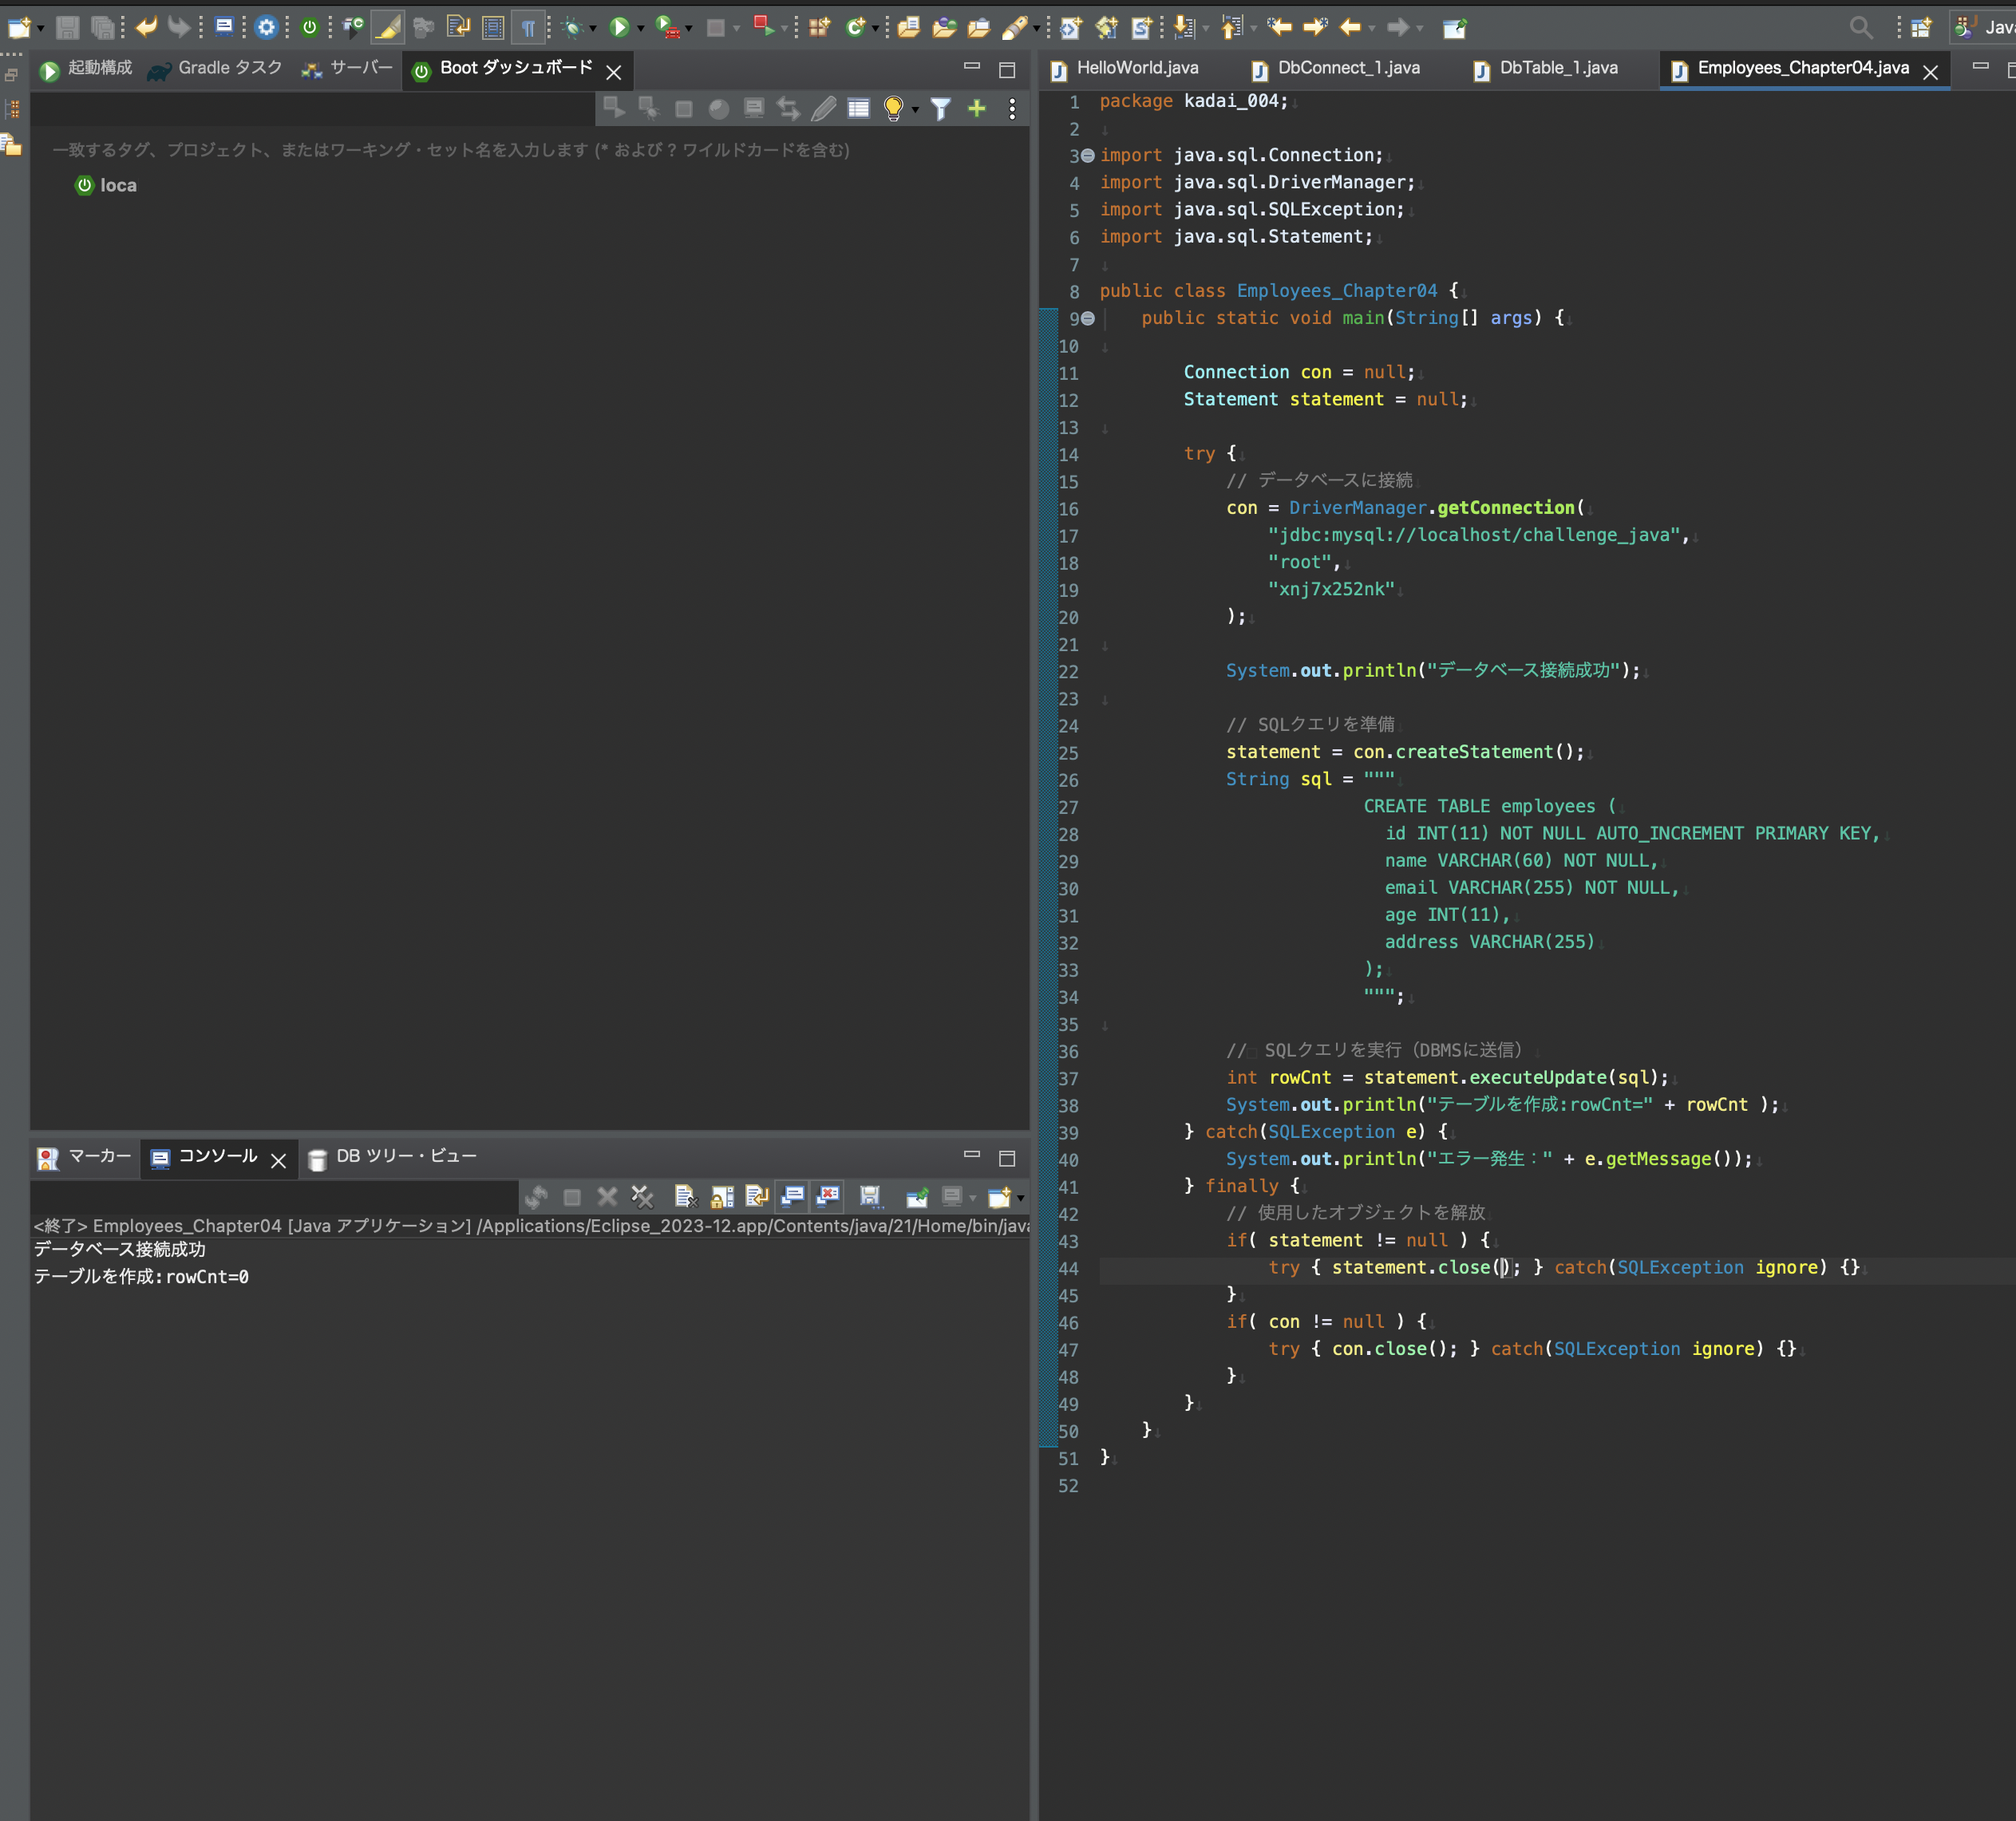 起動構成 Gradle タスク サーバー Boot ダッシュボード
一致するタグ、プロジェクト、またはワーキング・セット名を入力します (* および ? ワイルドカードを含む)
loca
マーカー コンソール DB ツリー・ビュー
<終了> Employees_Chapter04 [Java アプリケーション] /Applications/Eclipse_2023-12.app/Contents/java/21/Home/bin/java
データベース接続成功
テーブルを作成:rowCnt=0
Java
HelloWorld.java DbConnect_1.java DbTable_1.java Employees_Chapter04.java
1 package kadai_004;
2
3 import java.sql.Connection;
4 import java.sql.DriverManager;
5 import java.sql.SQLException;
6 import java.sql.Statement;
7
8 public class Employees_Chapter04 {
9 public static void main(String[] args) {
10
11 Connection con = null;
12 Statement statement = null;
13
14 try {
15 // データベースに接続
16 con = DriverManager.getConnection(
17 "jdbc:mysql://localhost/challenge_java",
18 "root",
19 "xnj7x252nk"
20 );
21
22 System.out.println("データベース接続成功");
23
24 // SQLクエリを準備
25 statement = con.createStatement();
26 String sql = """
27 CREATE TABLE employees (
28 id INT(11) NOT NULL AUTO_INCREMENT PRIMARY KEY,
29 name VARCHAR(60) NOT NULL,
30 email VARCHAR(255) NOT NULL,
31 age INT(11),
32 address VARCHAR(255)
33 );
34 """;
35
36 //　SQLクエリを実行（DBMSに送信）
37 int rowCnt = statement.executeUpdate(sql);
38 System.out.println("テーブルを作成:rowCnt=" + rowCnt );
39 } catch(SQLException e) {
40 System.out.println("エラー発生：" + e.getMessage());
41 } finally {
42 // 使用したオブジェクトを解放
43 if( statement != null ) {
44 try { statement.close(); } catch(SQLException ignore) {}
45 }
46 if( con != null ) {
47 try { con.close(); } catch(SQLException ignore) {}
48 }
49 }
50 }
51 }
52